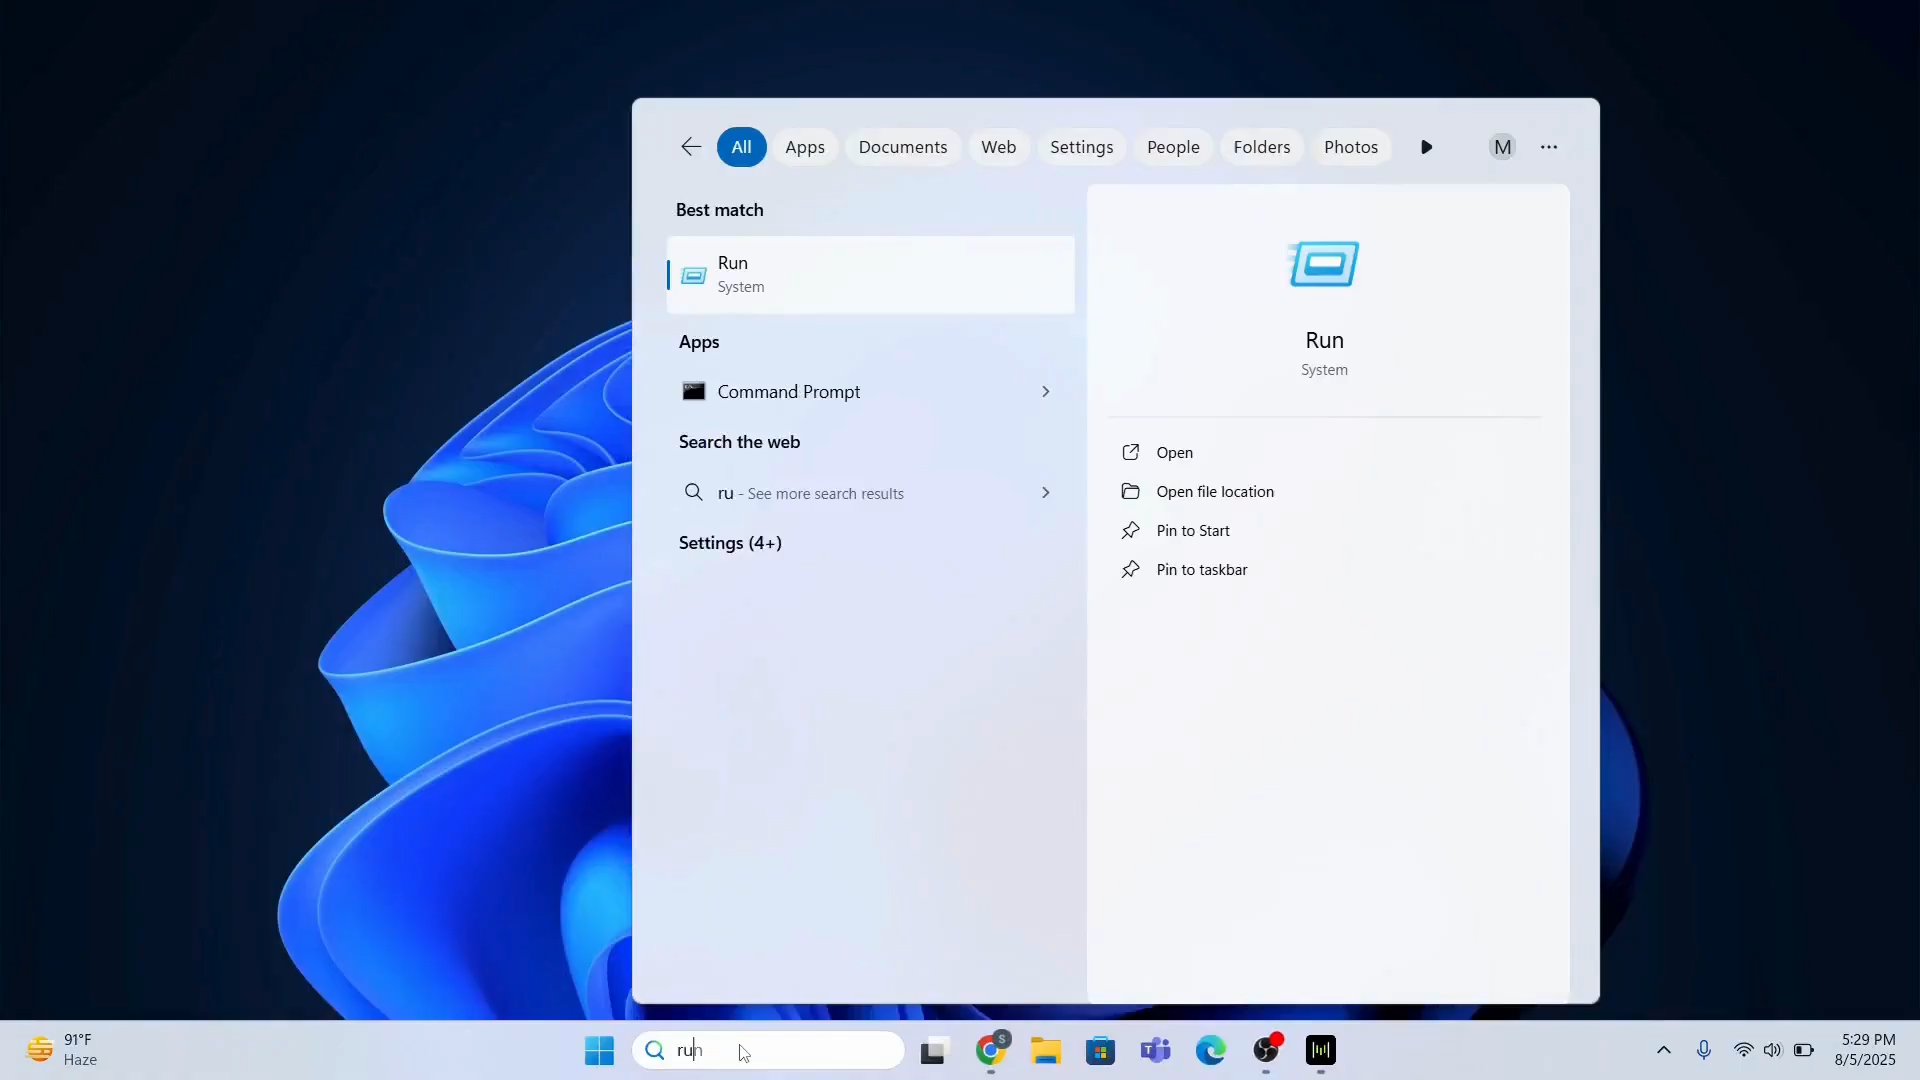 All
Apps
Documents
Web
Settings
People
Folders
Photos
M
Best match
Run
System
Apps
Command Prompt
Search the web
ru - See more search results
Settings (4+)
Run
System
Open
Open file location
Pin to Start
Pin to taskbar
91°F
Haze
run
S
T
5:29 PM
8/5/2025